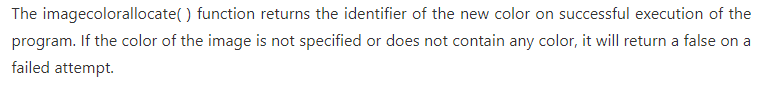 The imagecolorallocate( ) function returns the identifier of the new color on successful execution of the
program. If the color of the image is not specified or does not contain any color, it will return a false on a
failed attempt.